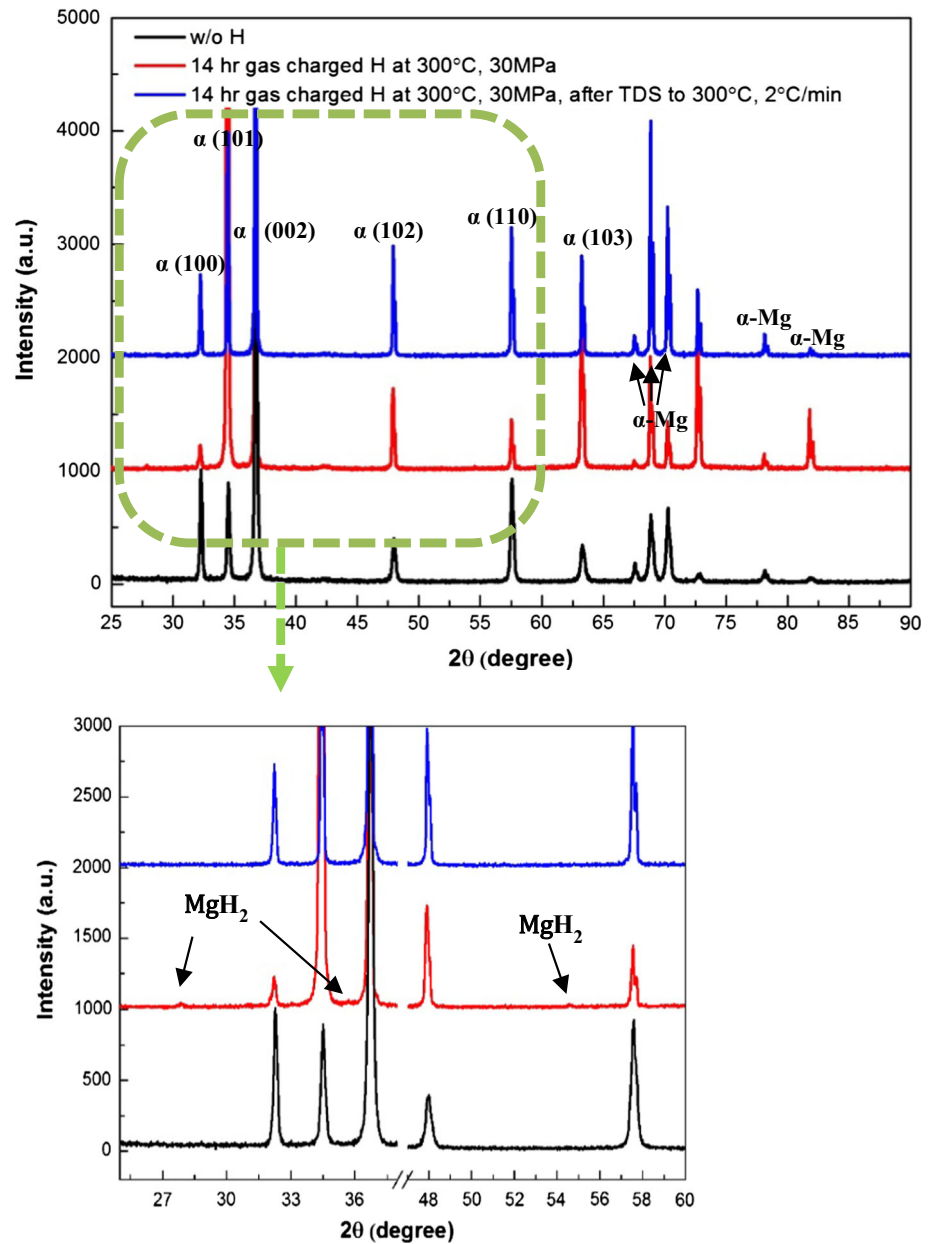 5000
w/o H
14 hr gas charged H at 300°C, 30MPa
14 hr gas charged H at 300°C, 30MPa, after TDS to 300°C, 2°C/min
4000
α (101)
3000
α (100)
α (002)
α (102)
α (110)
α (103)
α-Mg
α-Mg
2000
α-Mg
1000
0
Intensity (a.u.)
25 30 35 40 45 50 55 60 65 70 75 80 85 90
2θ (degree)
3000
2500
2000
MgH₂
MgH₂
1500
1000
500
0
Intensity (a.u.)
27 30 33 36 48 50 52 54 56 58 60
2θ (degree)